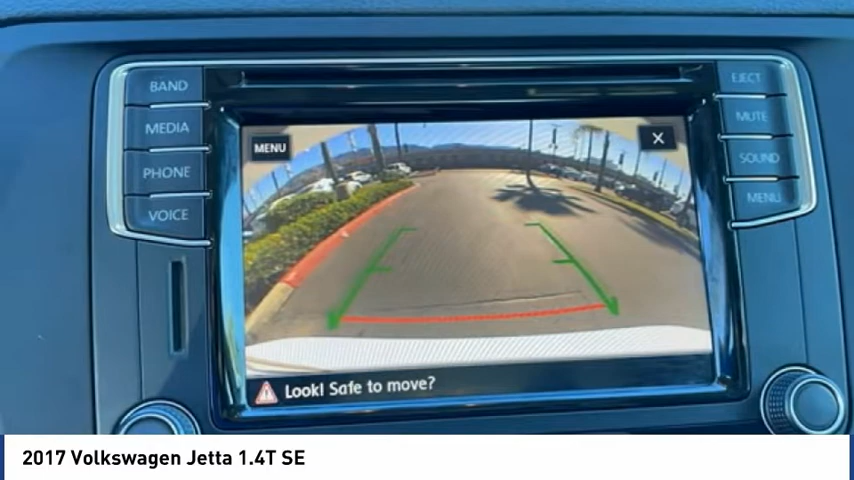 BAND
MEDIA
PHONE
VOICE
EJECT
MUTE
SOUND
MENU
MENU
X
Look! Safe to move?
2017 Volkswagen Jetta 1.4T SE